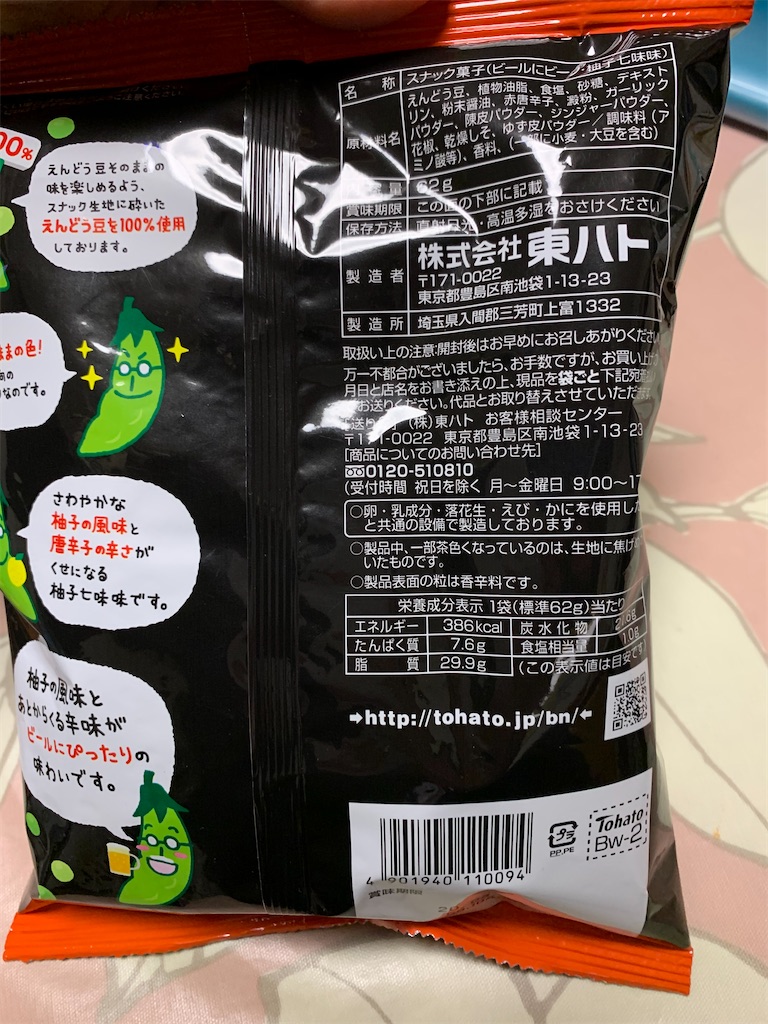 00%
えんどう豆そのままの
味を楽しめるよう、
スナック生地に砕いた
えんどう豆を100%使用
しております。
まの色!
なのです。
さわやかな
柚子の風味と
唐辛子の辛さが
くせになる
柚子七味味です。
柚子の風味と
あとからくる辛味が
ビールにぴったりの
味わいです。
名 称 スナック菓子(ビールにビー 柚子七味味)
原材料名 えんどう豆、植物油脂、食塩、砂糖、デキスト
リン、粉末醤油、赤唐辛子、澱粉、ガーリック
パウダー、陳皮パウダー、ジンジャーパウダー、
花椒、乾燥しそ、ゆず皮パウダー/調味料(ア
ミノ酸等)、香料、(一部に小麦・大豆を含む)
量 62g
賞味期限 この面の下部に記載
保存方法 直射日光・高温多湿をおさけください
製造者 株式会社 東ハト
〒171-0022
東京都豊島区南池袋1-13-23
製造所 埼玉県入間郡三芳町上富1332
取扱い上の注意:開封後はお早めにお召しあがりくださ
万一不都合がございましたら、お手数ですが、お買い上げ
月日と店名をお書き添えの上、現品を袋ごと下記宛
お送りください。代品とお取り替えさせていただきます
送り (株)東ハト お客様相談センター
〒171-0022 東京都豊島区南池袋1-13-23
[商品についてのお問い合わせ先]
0120-510810
(受付時間 祝日を除く 月~金曜日 9:00~17
○卵・乳成分・落花生・えび・かにを使用した
と共通の設備で製造しております。
○製品中、一部茶色くなっているのは、生地に焦げめ
いたものです。
○製品表面の粒は香辛料です。
栄養成分表示 1袋(標準62g)当たり
エネルギー 386kcal 炭水化物
たんぱく質 7.6g 食塩相当量 1.0g
脂 質 29.9g (この表示値は目安です
➡http://tohato.jp/bn/⬅
プラ
PP,PE
Tohato
Bw-2
4 901940 110094
賞味期限